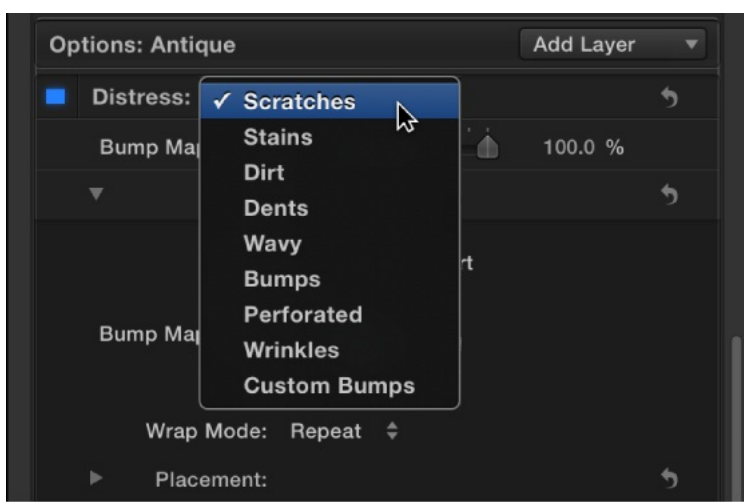 Options: Antique Add Layer
Distress: ✓ Scratches
Bump Ma 100.0 %
Stains
Dirt
Dents
Wavy
Bumps
Perforated
Wrinkles
Custom Bumps
rt
Bump Ma
Wrap Mode: Repeat
Placement: